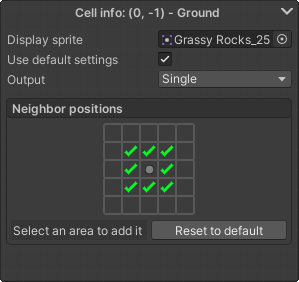 Cell info: (0, -1) - Ground
Display sprite Grassy Rocks_25
Use default settings
Output Single
Neighbor positions
Select an area to add it Reset to default